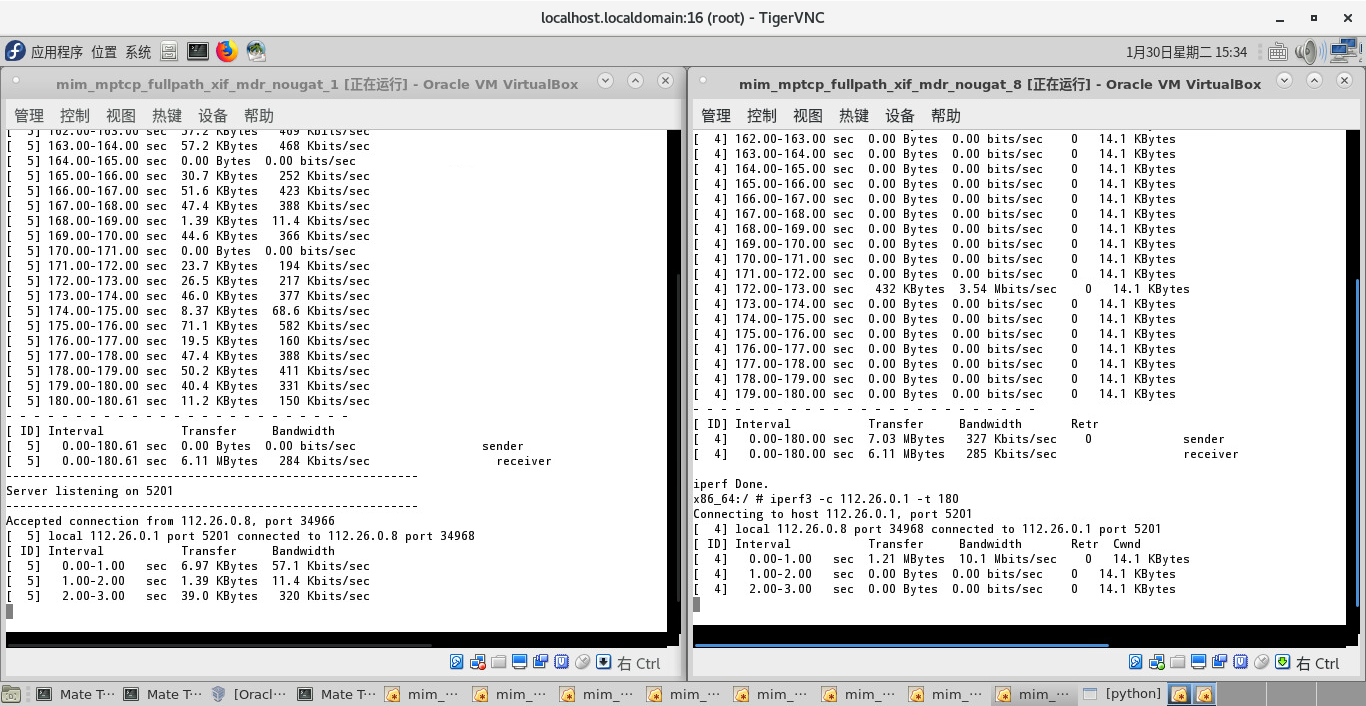 localhost.localdomain:16 (root) - TigerVNC
应用程序 位置 系统
1月30日星期二 15:34
mim_mptcp_fullpath_xif_mdr_nougat_1 [正在运行] - Oracle VM VirtualBox
管理 控制 视图 热键 设备 帮助
[  5] 162.00-163.00 sec  57.2 KBytes   469 Kbits/sec
[  5] 163.00-164.00 sec  57.2 KBytes   468 Kbits/sec
[  5] 164.00-165.00 sec  0.00 Bytes  0.00 bits/sec
[  5] 165.00-166.00 sec  30.7 KBytes   252 Kbits/sec
[  5] 166.00-167.00 sec  51.6 KBytes   423 Kbits/sec
[  5] 167.00-168.00 sec  47.4 KBytes   388 Kbits/sec
[  5] 168.00-169.00 sec  1.39 KBytes  11.4 Kbits/sec
[  5] 169.00-170.00 sec  44.6 KBytes   366 Kbits/sec
[  5] 170.00-171.00 sec  0.00 Bytes  0.00 bits/sec
[  5] 171.00-172.00 sec  23.7 KBytes   194 Kbits/sec
[  5] 172.00-173.00 sec  26.5 KBytes   217 Kbits/sec
[  5] 173.00-174.00 sec  46.0 KBytes   377 Kbits/sec
[  5] 174.00-175.00 sec  8.37 KBytes  68.6 Kbits/sec
[  5] 175.00-176.00 sec  71.1 KBytes   582 Kbits/sec
[  5] 176.00-177.00 sec  19.5 KBytes   160 Kbits/sec
[  5] 177.00-178.00 sec  47.4 KBytes   388 Kbits/sec
[  5] 178.00-179.00 sec  50.2 KBytes   411 Kbits/sec
[  5] 179.00-180.00 sec  40.4 KBytes   331 Kbits/sec
[  5] 180.00-180.61 sec  11.2 KBytes   150 Kbits/sec
- - - - - - - - - - - - - - - - - - - - - - - - -
[ ID] Interval           Transfer     Bandwidth
[  5]   0.00-180.61 sec  0.00 Bytes  0.00 bits/sec                  sender
[  5]   0.00-180.61 sec  6.11 MBytes   284 Kbits/sec                  receiver
-----------------------------------------------------------
Server listening on 5201
-----------------------------------------------------------
Accepted connection from 112.26.0.8, port 34966
[  5] local 112.26.0.1 port 5201 connected to 112.26.0.8 port 34968
[ ID] Interval           Transfer     Bandwidth
[  5]   0.00-1.00   sec  6.97 KBytes  57.1 Kbits/sec
[  5]   1.00-2.00   sec  1.39 KBytes  11.4 Kbits/sec
[  5]   2.00-3.00   sec  39.0 KBytes   320 Kbits/sec
右 Ctrl
mim_mptcp_fullpath_xif_mdr_nougat_8 [正在运行] - Oracle VM VirtualBox
管理 控制 视图 热键 设备 帮助
[  4] 162.00-163.00 sec  0.00 Bytes  0.00 bits/sec    0   14.1 KBytes
[  4] 163.00-164.00 sec  0.00 Bytes  0.00 bits/sec    0   14.1 KBytes
[  4] 164.00-165.00 sec  0.00 Bytes  0.00 bits/sec    0   14.1 KBytes
[  4] 165.00-166.00 sec  0.00 Bytes  0.00 bits/sec    0   14.1 KBytes
[  4] 166.00-167.00 sec  0.00 Bytes  0.00 bits/sec    0   14.1 KBytes
[  4] 167.00-168.00 sec  0.00 Bytes  0.00 bits/sec    0   14.1 KBytes
[  4] 168.00-169.00 sec  0.00 Bytes  0.00 bits/sec    0   14.1 KBytes
[  4] 169.00-170.00 sec  0.00 Bytes  0.00 bits/sec    0   14.1 KBytes
[  4] 170.00-171.00 sec  0.00 Bytes  0.00 bits/sec    0   14.1 KBytes
[  4] 171.00-172.00 sec  0.00 Bytes  0.00 bits/sec    0   14.1 KBytes
[  4] 172.00-173.00 sec   432 KBytes  3.54 Mbits/sec    0   14.1 KBytes
[  4] 173.00-174.00 sec  0.00 Bytes  0.00 bits/sec    0   14.1 KBytes
[  4] 174.00-175.00 sec  0.00 Bytes  0.00 bits/sec    0   14.1 KBytes
[  4] 175.00-176.00 sec  0.00 Bytes  0.00 bits/sec    0   14.1 KBytes
[  4] 176.00-177.00 sec  0.00 Bytes  0.00 bits/sec    0   14.1 KBytes
[  4] 177.00-178.00 sec  0.00 Bytes  0.00 bits/sec    0   14.1 KBytes
[  4] 178.00-179.00 sec  0.00 Bytes  0.00 bits/sec    0   14.1 KBytes
[  4] 179.00-180.00 sec  0.00 Bytes  0.00 bits/sec    0   14.1 KBytes
- - - - - - - - - - - - - - - - - - - - - - - - -
[ ID] Interval           Transfer     Bandwidth       Retr
[  4]   0.00-180.00 sec  7.03 MBytes   327 Kbits/sec    0             sender
[  4]   0.00-180.00 sec  6.11 MBytes   285 Kbits/sec                  receiver
iperf Done.
x86_64:/ # iperf3 -c 112.26.0.1 -t 180
Connecting to host 112.26.0.1, port 5201
[  4] local 112.26.0.8 port 34968 connected to 112.26.0.1 port 5201
[ ID] Interval           Transfer     Bandwidth       Retr  Cwnd
[  4]   0.00-1.00   sec  1.21 MBytes  10.1 Mbits/sec    0   14.1 KBytes
[  4]   1.00-2.00   sec  0.00 Bytes  0.00 bits/sec    0   14.1 KBytes
[  4]   2.00-3.00   sec  0.00 Bytes  0.00 bits/sec    0   14.1 KBytes
右 Ctrl
Mate T··· Mate T··· [Oracl··· Mate T··· mim_··· mim_··· mim_··· mim_··· mim_··· mim_··· mim_··· mim_··· [python]